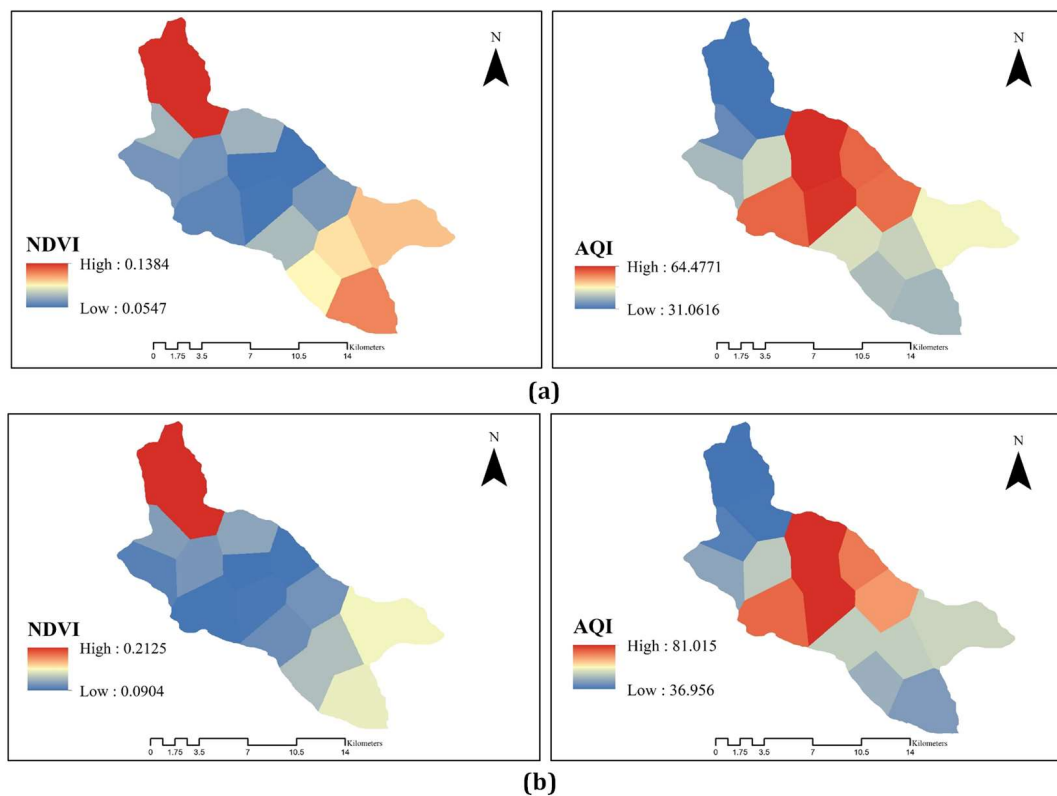 N
NDVI
High : 0.1384
Low : 0.0547
Kilometers
0 1.75 3.5 7 10.5 14
N
AQI
High : 64.4771
Low : 31.0616
Kilometers
0 1.75 3.5 7 10.5 14
(a)
N
NDVI
High : 0.2125
Low : 0.0904
Kilometers
0 1.75 3.5 7 10.5 14
N
AQI
High : 81.015
Low : 36.956
Kilometers
0 1.75 3.5 7 10.5 14
(b)